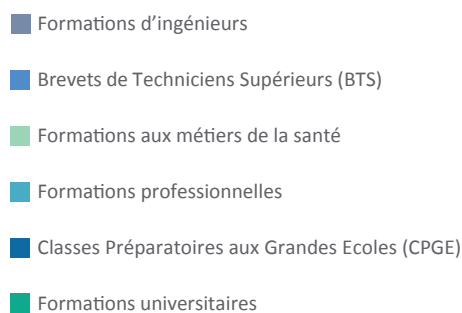 Formations d’ingénieurs
Brevets de Techniciens Supérieurs (BTS)
Formations aux métiers de la santé
Formations professionnelles
Classes Préparatoires aux Grandes Ecoles (CPGE)
Formations universitaires